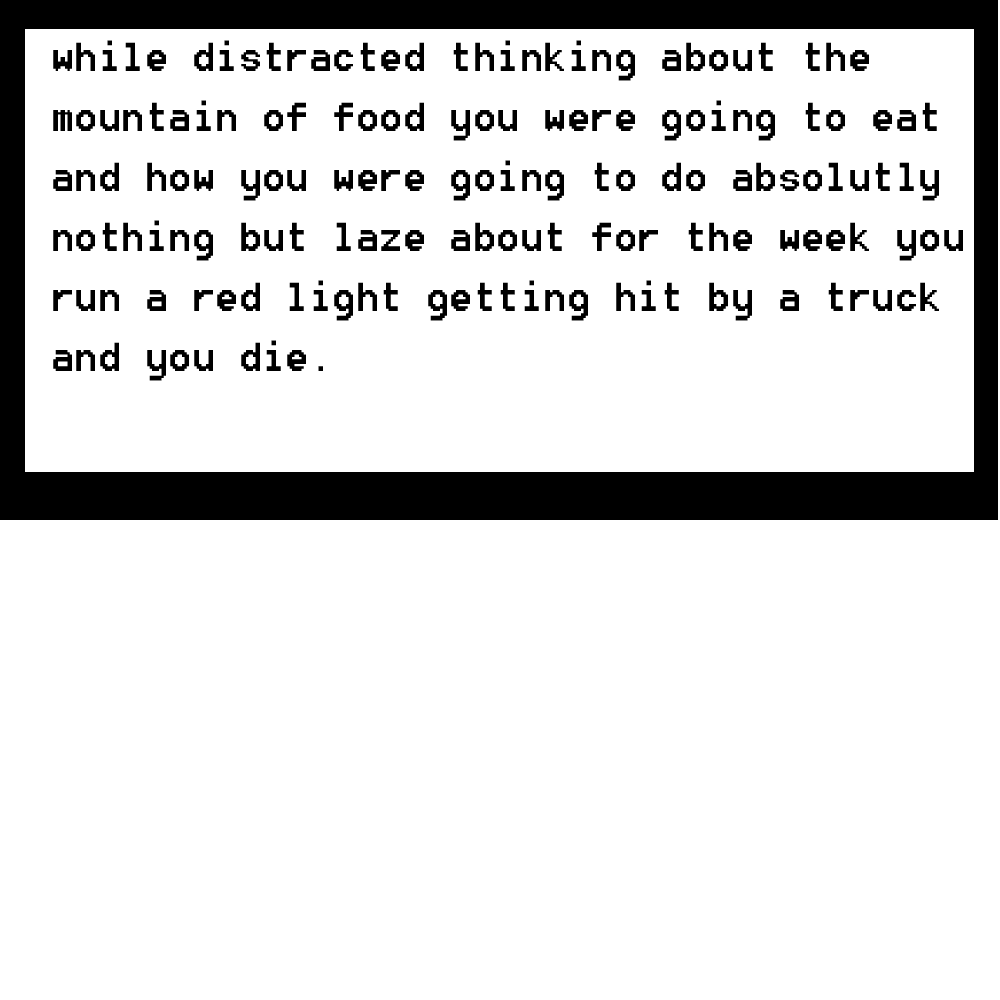 while distracted thinking about the
mountain of food you were going to eat
and how you were going to do absolutly
nothing but laze about for the week you
run a red light getting hit by a truck
and you die.